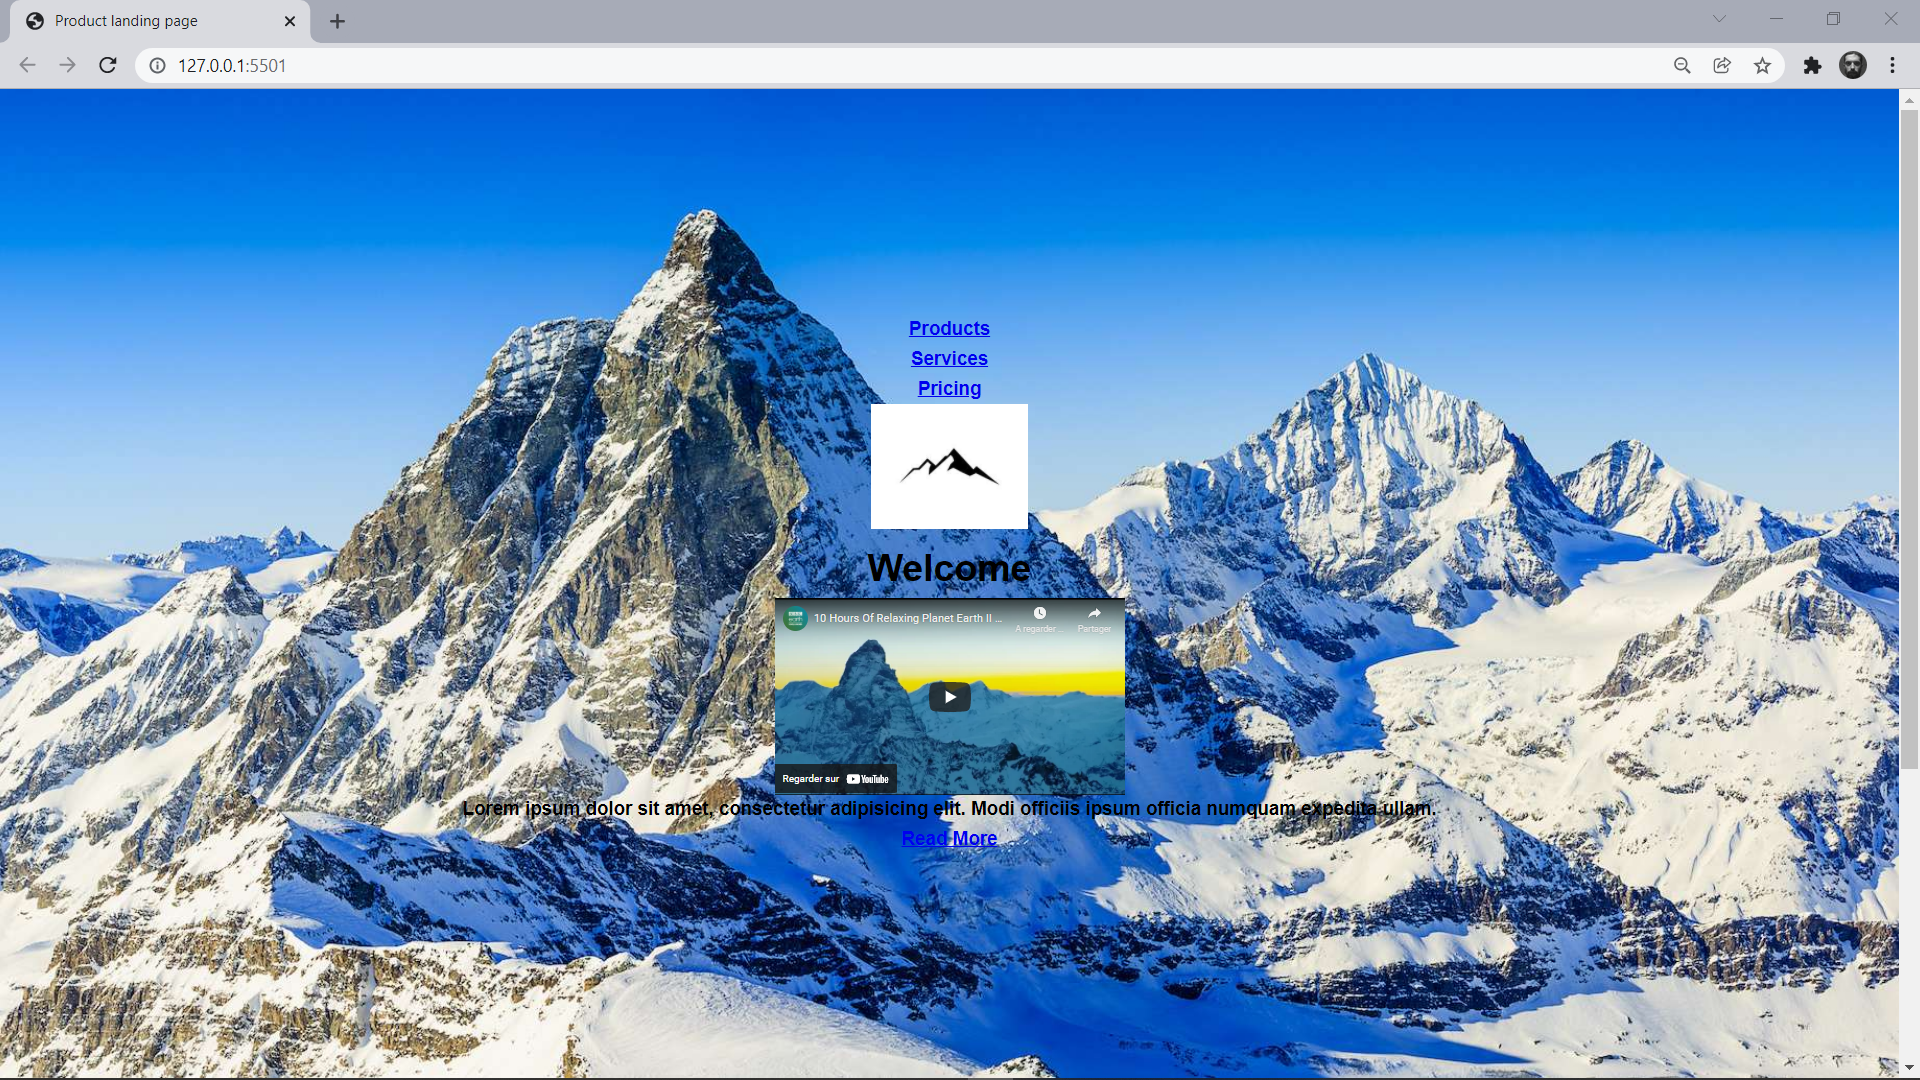 Product landing page
127.0.0.1:5501
Products
Services
Pricing
Welcome
10 Hours Of Relaxing Planet Earth II ...
A regarder ...
Partager
Regarder sur YouTube
Lorem ipsum dolor sit amet, consectetur adipisicing elit. Modi officiis ipsum officia numquam expedita ullam.
Read More